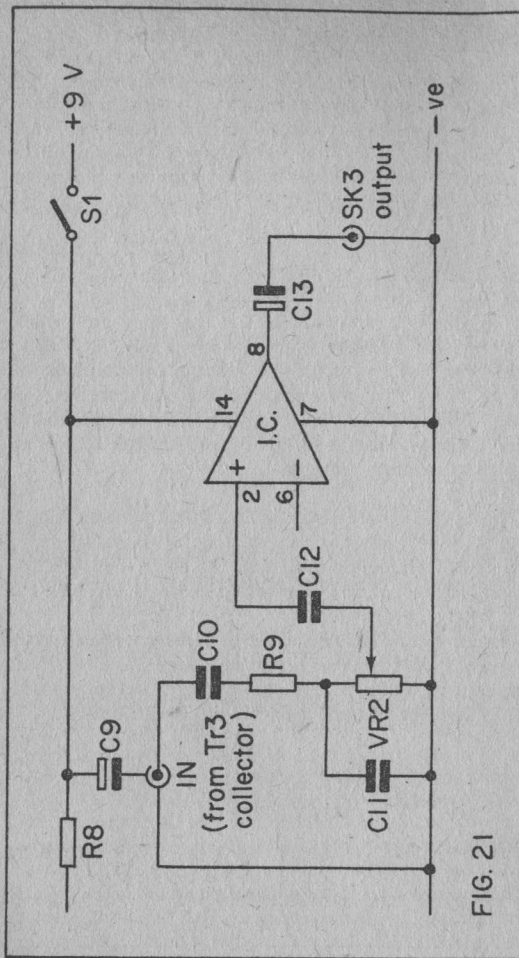 S1
+9 V
R8
C9
IN
(from Tr3
collector)
C10
R9
C11
VR2
C12
+
2
6
−
I.C.
14
7
8
C13
SK3
output
−ve
FIG. 21